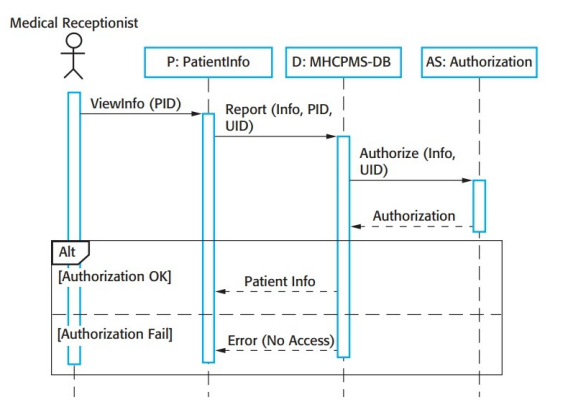 Medical Receptionist
P: PatientInfo
D: MHCPMS-DB
AS: Authorization
ViewInfo (PID)
Report (Info, PID,
UID)
Authorize (Info,
UID)
Authorization
Alt
[Authorization OK]
Patient Info
[Authorization Fail]
Error (No Access)